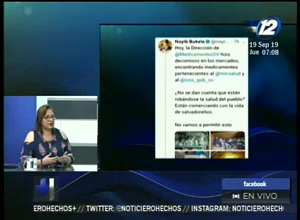 12
19 Sep 19
Jue 07:08
Nayib Bukele
Hoy, la Dirección de
@MedicamentosSV hizo
decomisos en los mercados,
encontrando medicamentos
pertenecientes al @minsalud y
al @isss_gob_sv
¿No se dan cuenta que están
robándose la salud del pueblo?
Están comerciando con la vida
de salvadoreños.
No vamos a permitir esto.
facebook
EN VIVO
EROHECHOS+ // TWITTER: @NOTICIEROHECHOS // INSTAGRAM: NOTICIEROHECHOS